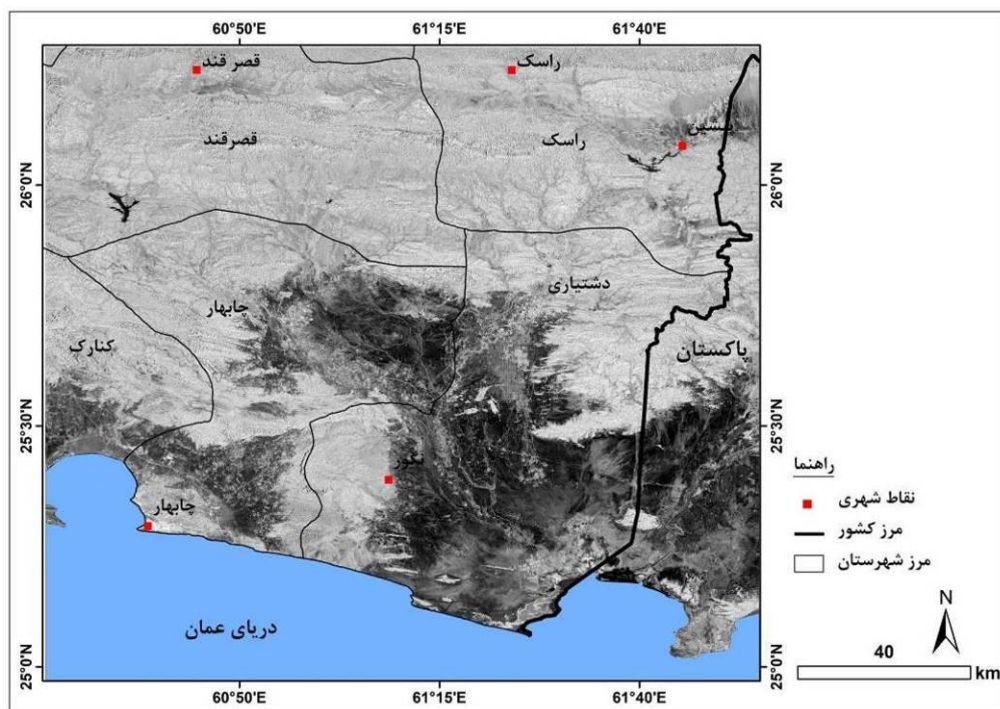 60°50'E
61°15'E
61°40'E
قصر قند
راسک
پیشین
قصرقند
راسک
26°0'N
26°0'N
دشتیاری
چابهار
کنارک
پاکستان
25°30'N
25°30'N
نگور
چابهار
راهنما
نقاط شهری
مرز کشور
مرز شهرستان
دریای عمان
N
25°0'N
25°0'N
40
km
60°50'E
61°15'E
61°40'E